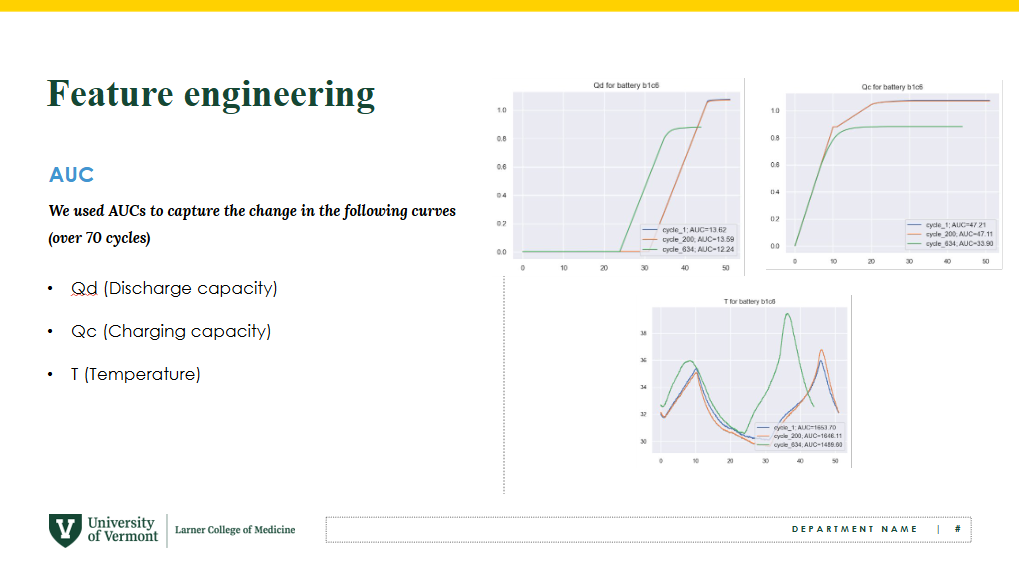 Feature engineering
AUC
We used AUCs to capture the change in the following curves
(over 70 cycles)
• Qd (Discharge capacity)
• Qc (Charging capacity)
• T (Temperature)
Qd for battery b1c6
1.0
0.8
0.6
0.4
0.2
0.0
0 10 20 30 40 50
cycle_1; AUC=13.62
cycle_200; AUC=13.59
cycle_634; AUC=12.24
Qc for battery b1c6
1.0
0.8
0.6
0.4
0.2
0.0
0 10 20 30 40 50
cycle_1; AUC=47.21
cycle_200; AUC=47.11
cycle_634; AUC=33.90
T for battery b1c6
38
36
34
32
30
0 10 20 30 40 50
cycle_1; AUC=1653.70
cycle_200; AUC=1646.11
cycle_634; AUC=1489.60
University
of Vermont
Larner College of Medicine
DEPARTMENT NAME | #